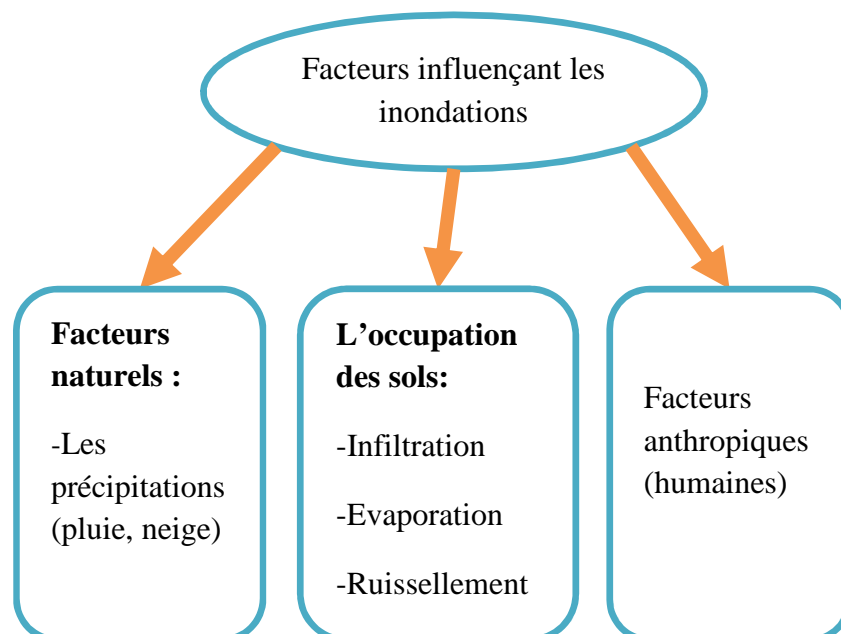 Facteurs influençant les
inondations
Facteurs
naturels :
-Les
précipitations
(pluie, neige)
L’occupation
des sols:
-Infiltration
-Evaporation
-Ruissellement
Facteurs
anthropiques
(humaines)